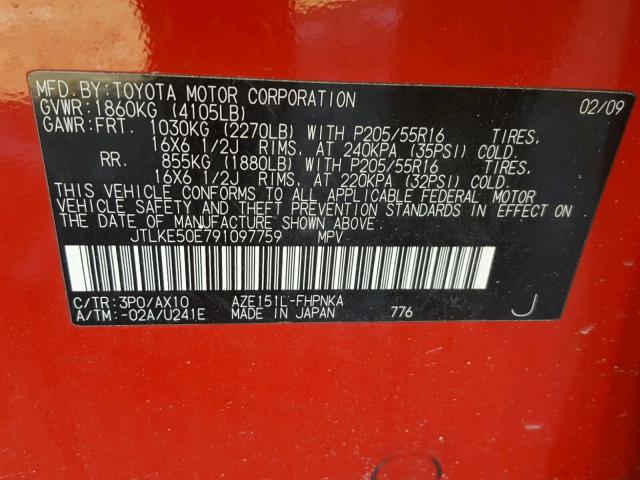 MFD. BY: TOYOTA MOTOR CORPORATION 02/09
GVWR: 1860KG (4105LB)
GAWR: FRT. 1030KG (2270LB) WITH P205/55R16 TIRES,
16X6 1/2J RIMS, AT 240KPA (35PSI) COLD.
RR. 855KG (1880LB) WITH P205/55R16 TIRES,
16X6 1/2J RIMS, AT 220KPA (32PSI) COLD.
THIS VEHICLE CONFORMS TO ALL APPLICABLE FEDERAL MOTOR
VEHICLE SAFETY AND THEFT PREVENTION STANDARDS IN EFFECT ON
THE DATE OF MANUFACTURE SHOWN ABOVE.
JTLKE50E791097759 MPV
C/TR: 3P0/AX10 AZE151L-FHPNKA
A/TM: -02A/U241E MADE IN JAPAN 776 J